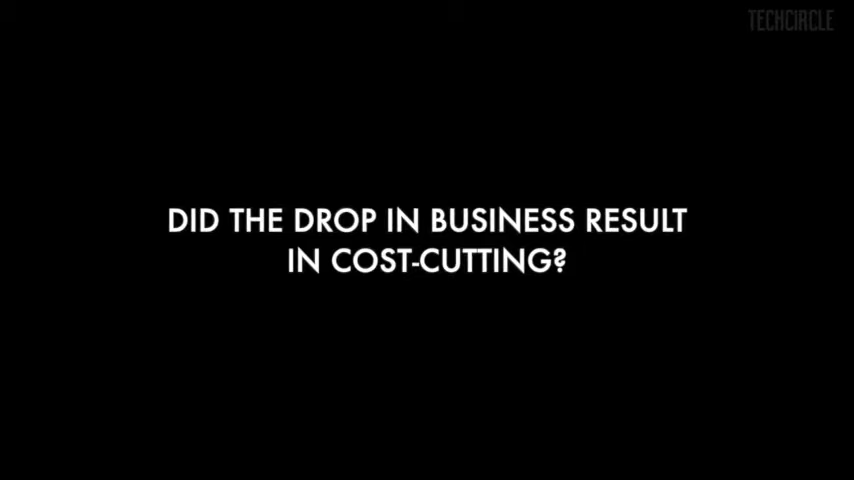 TECHCIRCLE
DID THE DROP IN BUSINESS RESULT
IN COST-CUTTING?